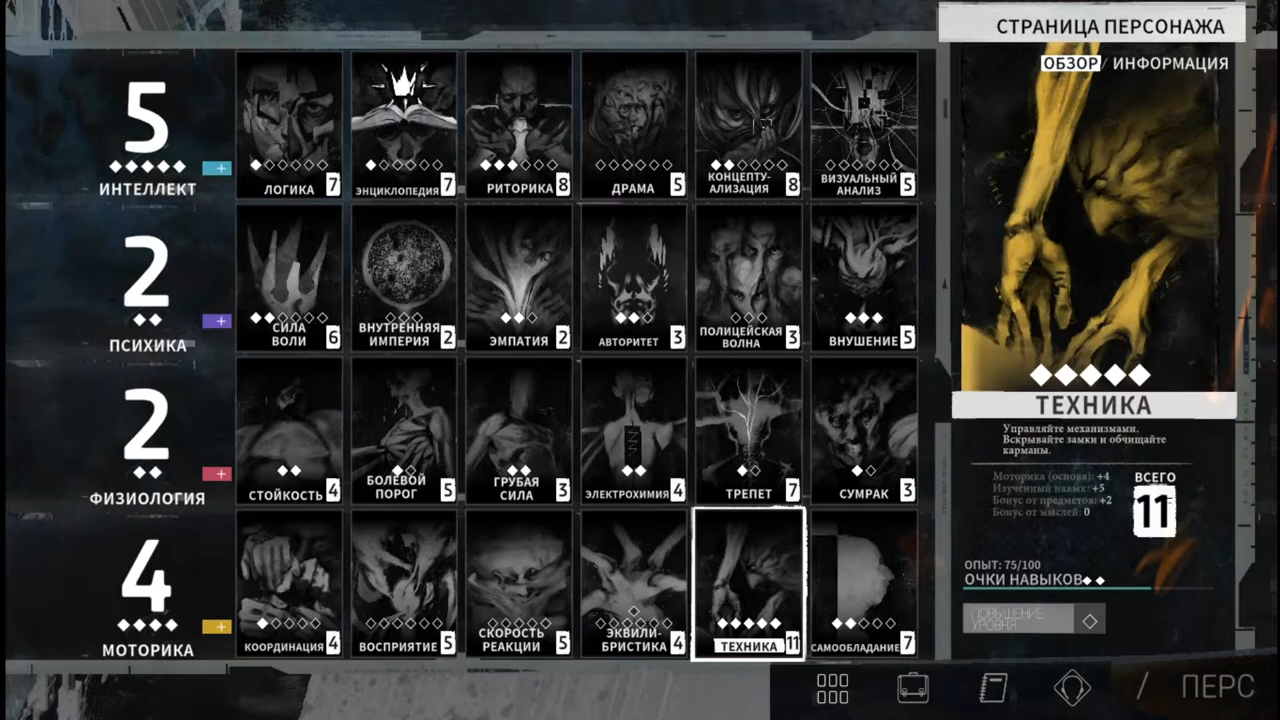 СТРАНИЦА ПЕРСОНАЖА
ОБЗОР / ИНФОРМАЦИЯ
5
ИНТЕЛЛЕКТ
ЛОГИКА 7
ЭНЦИКЛОПЕДИЯ 7
РИТОРИКА 8
ДРАМА 5
КОНЦЕПТУ-
АЛИЗАЦИЯ 8
ВИЗУАЛЬНЫЙ
АНАЛИЗ 5
2
ПСИХИКА
СИЛА
ВОЛИ 6
ВНУТРЕННЯЯ
ИМПЕРИЯ 2
ЭМПАТИЯ 2
АВТОРИТЕТ 3
ПОЛИЦЕЙСКАЯ
ВОЛНА 3
ВНУШЕНИЕ 5
2
ФИЗИОЛОГИЯ
СТОЙКОСТЬ 4
БОЛЕВОЙ
ПОРОГ 5
ГРУБАЯ
СИЛА 3
ЭЛЕКТРОХИМИЯ 4
ТРЕПЕТ 7
СУМРАК 3
4
МОТОРИКА
КООРДИНАЦИЯ 4
ВОСПРИЯТИЕ 5
СКОРОСТЬ
РЕАКЦИИ 5
ЭКВИЛИ-
БРИСТИКА 4
ТЕХНИКА 11
САМООБЛАДАНИЕ 7
ТЕХНИКА
Управляйте механизмами.
Вскрывайте замки и обчищайте
карманы.
Моторика (основа): +4
Изученный навык: +5
Бонус от предметов: +2
Бонус от мыслей: 0
ВСЕГО
11
ОПЫТ: 75/100
ОЧКИ НАВЫКОВ
ПОВЫШЕНИЕ
УРОВНЯ
/ ПЕРС